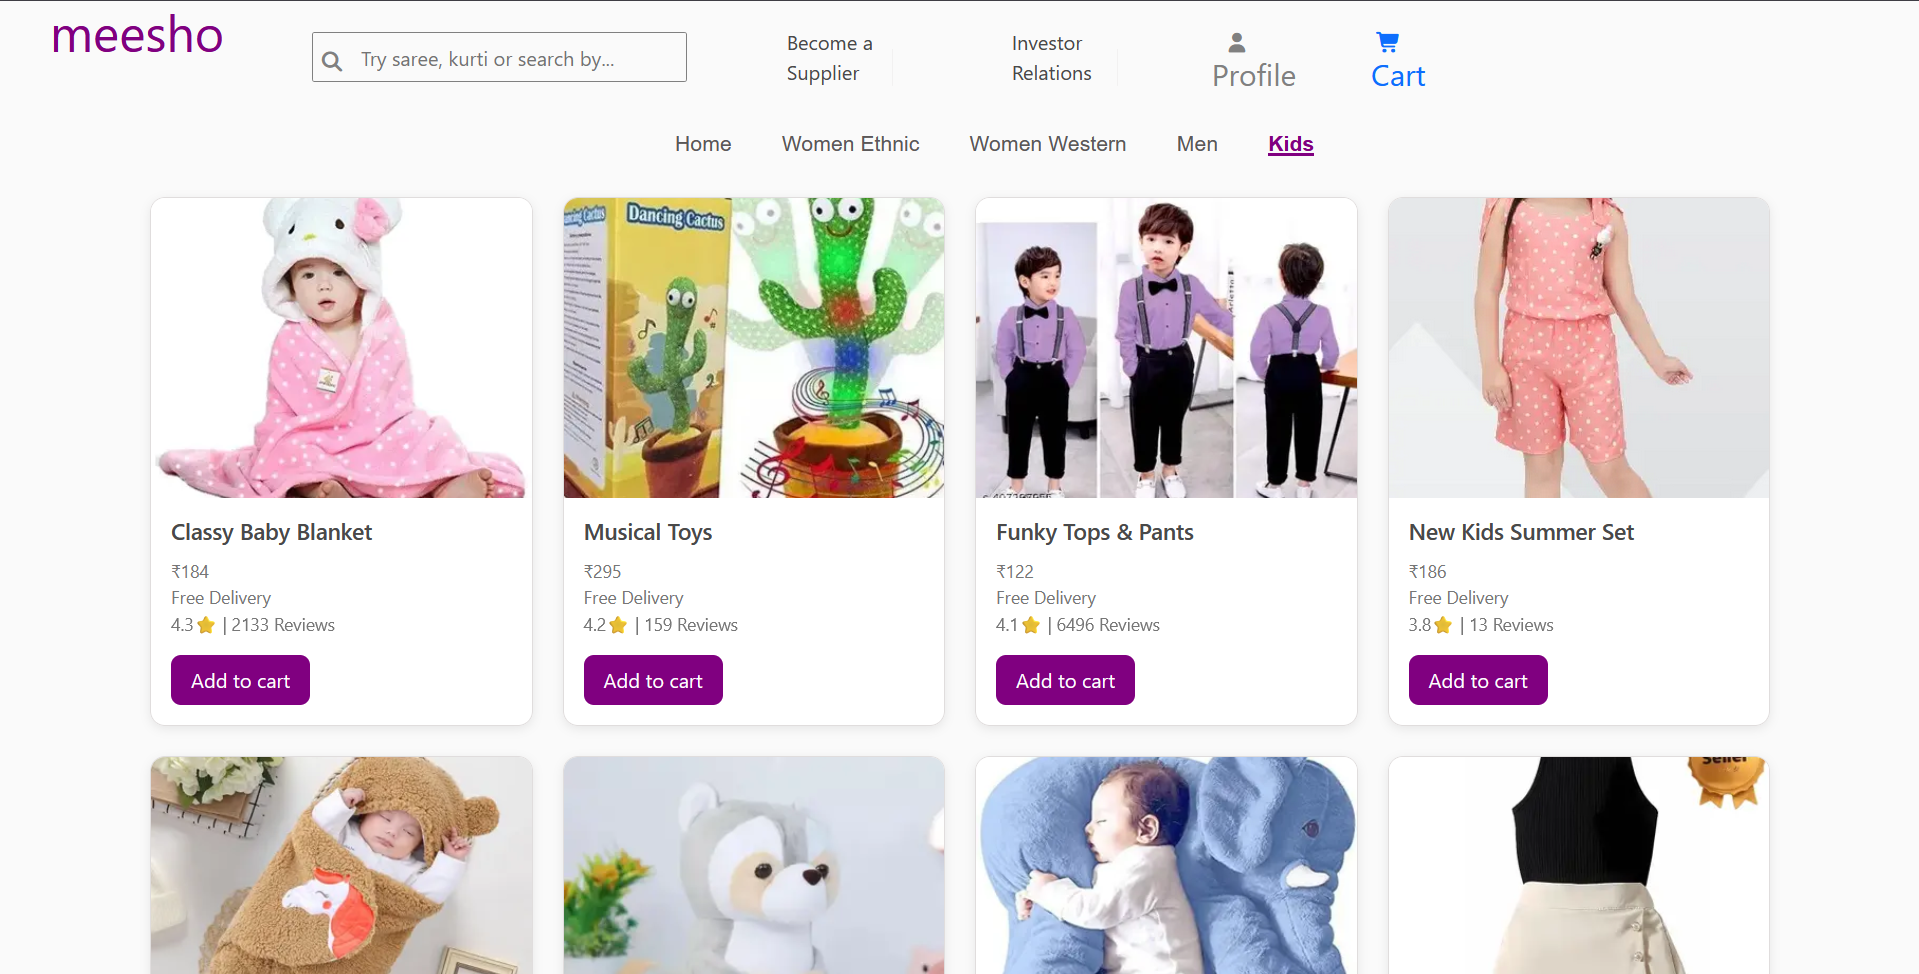 meesho
Try saree, kurti or search by...
Become a
Supplier
Investor
Relations
Profile
Cart
Home
Women Ethnic
Women Western
Men
Kids
Dancing Cactus
Classy Baby Blanket
₹184
Free Delivery
4.3⭐ | 2133 Reviews
Add to cart
Musical Toys
₹295
Free Delivery
4.2⭐ | 159 Reviews
Add to cart
Funky Tops & Pants
₹122
Free Delivery
4.1⭐ | 6496 Reviews
Add to cart
New Kids Summer Set
₹186
Free Delivery
3.8⭐ | 13 Reviews
Add to cart
Seller